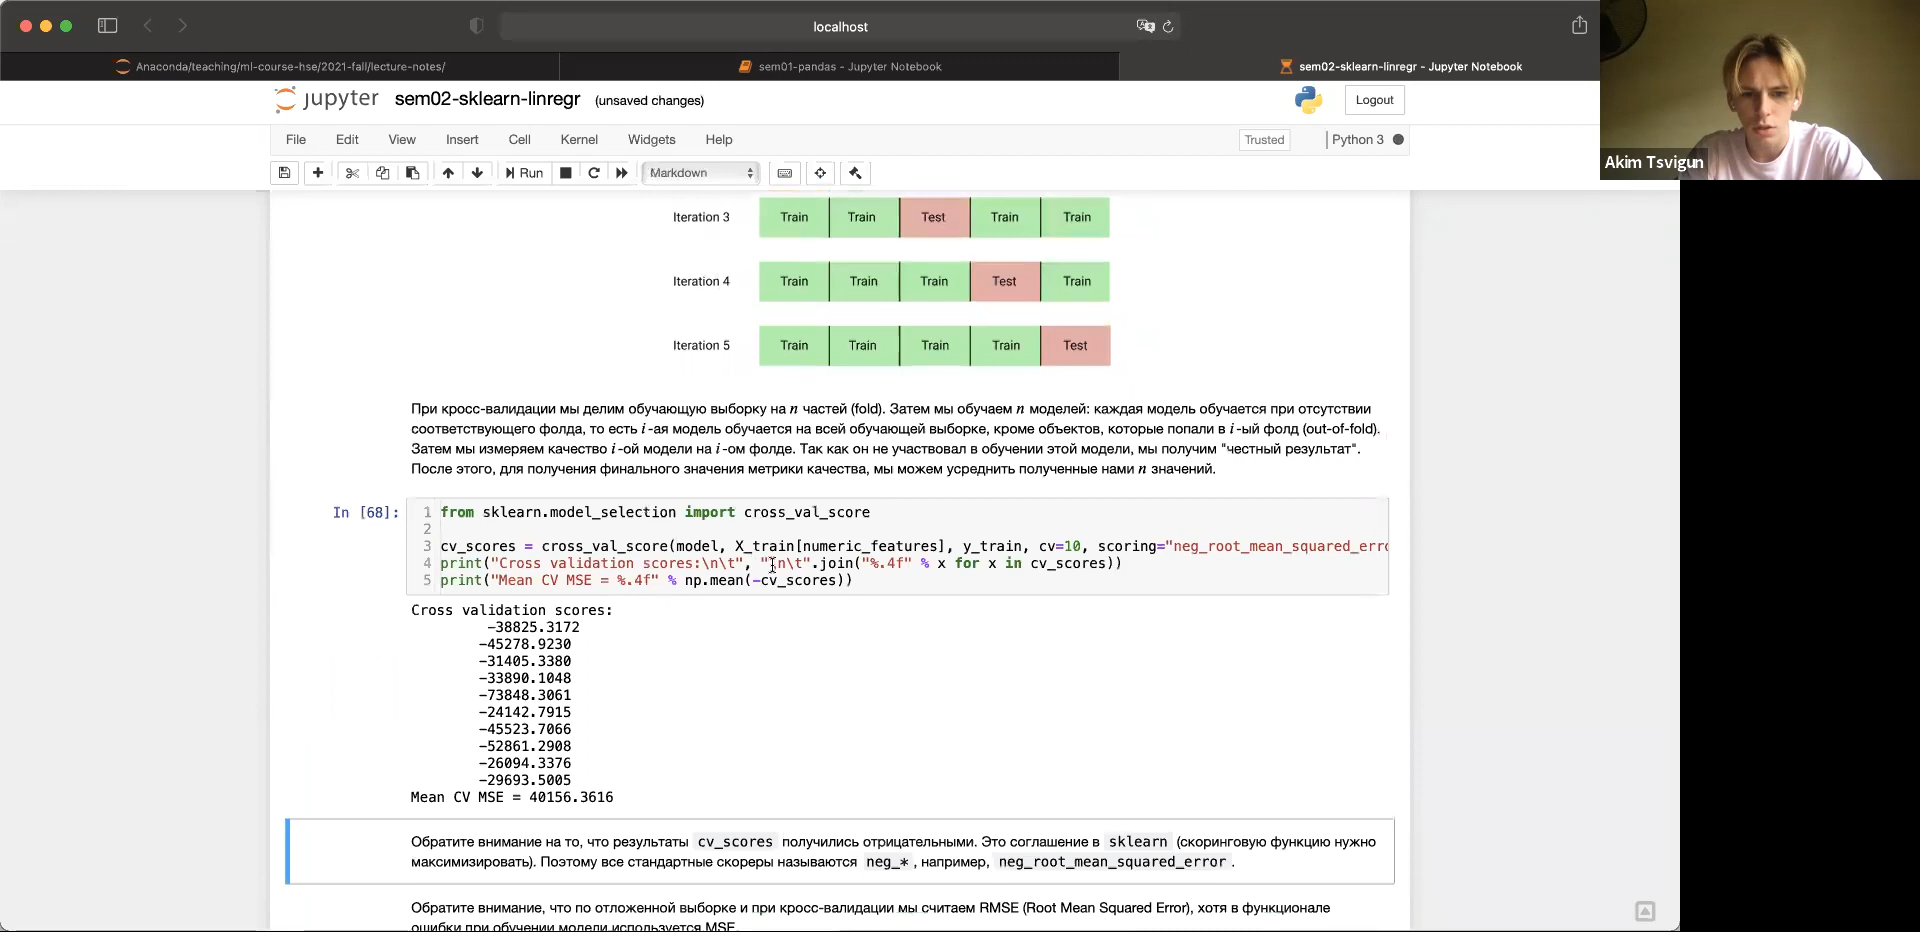 localhost
Anaconda/teaching/ml-course-hse/2021-fall/lecture-notes/
sem01-pandas - Jupyter Notebook
sem02-sklearn-linregr - Jupyter Notebook
jupyter sem02-sklearn-linregr (unsaved changes)
Logout
File Edit View Insert Cell Kernel Widgets Help
Trusted
Python 3
Run
Markdown
Akim Tsvigun
Iteration 3 Train Train Test Train Train
Iteration 4 Train Train Train Test Train
Iteration 5 Train Train Train Train Test
При кросс-валидации мы делим обучающую выборку на n частей (fold). Затем мы обучаем n моделей: каждая модель обучается при отсутствии
соответствующего фолда, то есть i -ая модель обучается на всей обучающей выборке, кроме объектов, которые попали в i -ый фолд (out-of-fold).
Затем мы измеряем качество i -ой модели на i -ом фолде. Так как он не участвовал в обучении этой модели, мы получим "честный результат".
После этого, для получения финального значения метрики качества, мы можем усреднить полученные нами n значений.
In [68]:
1 from sklearn.model_selection import cross_val_score
2
3 cv_scores = cross_val_score(model, X_train[numeric_features], y_train, cv=10, scoring="neg_root_mean_squared_erro
4 print("Cross validation scores:\n\t", "\n\t".join("%.4f" % x for x in cv_scores))
5 print("Mean CV MSE = %.4f" % np.mean(-cv_scores))
Cross validation scores:
-38825.3172
-45278.9230
-31405.3380
-33890.1048
-73848.3061
-24142.7915
-45523.7066
-52861.2908
-26094.3376
-29693.5005
Mean CV MSE = 40156.3616
Обратите внимание на то, что результаты cv_scores получились отрицательными. Это соглашение в sklearn (скоринговую функцию нужно
максимизировать). Поэтому все стандартные скореры называются neg_* , например, neg_root_mean_squared_error .
Обратите внимание, что по отложенной выборке и при кросс-валидации мы считаем RMSE (Root Mean Squared Error), хотя в функционале
ошибки при обучении модели используется MSE.